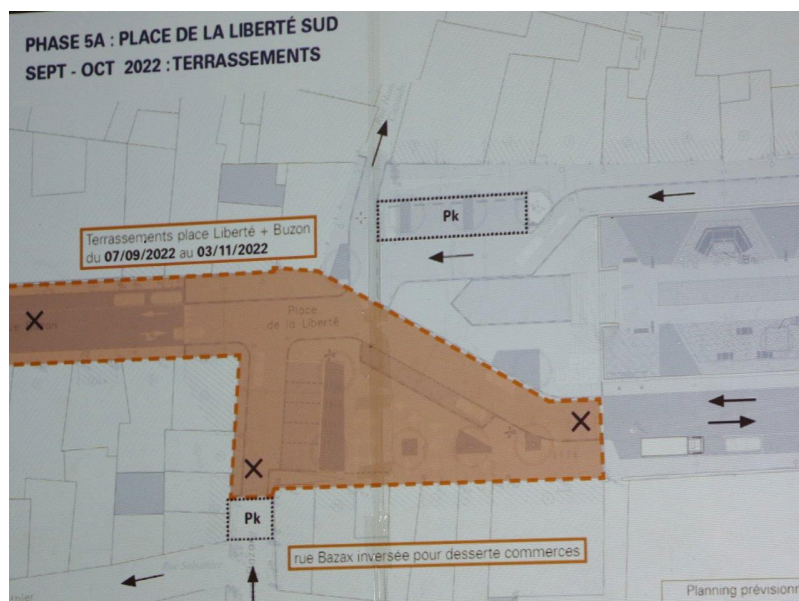 PHASE 5A : PLACE DE LA LIBERTÉ SUD
SEPT - OCT 2022 : TERRASSEMENTS
Pk
Terrassements place Liberté + Buzon
du 07/09/2022 au 03/11/2022
Place
de la Liberté
Pk
rue Bazax inversée pour desserte commerces
Planning prévisionn